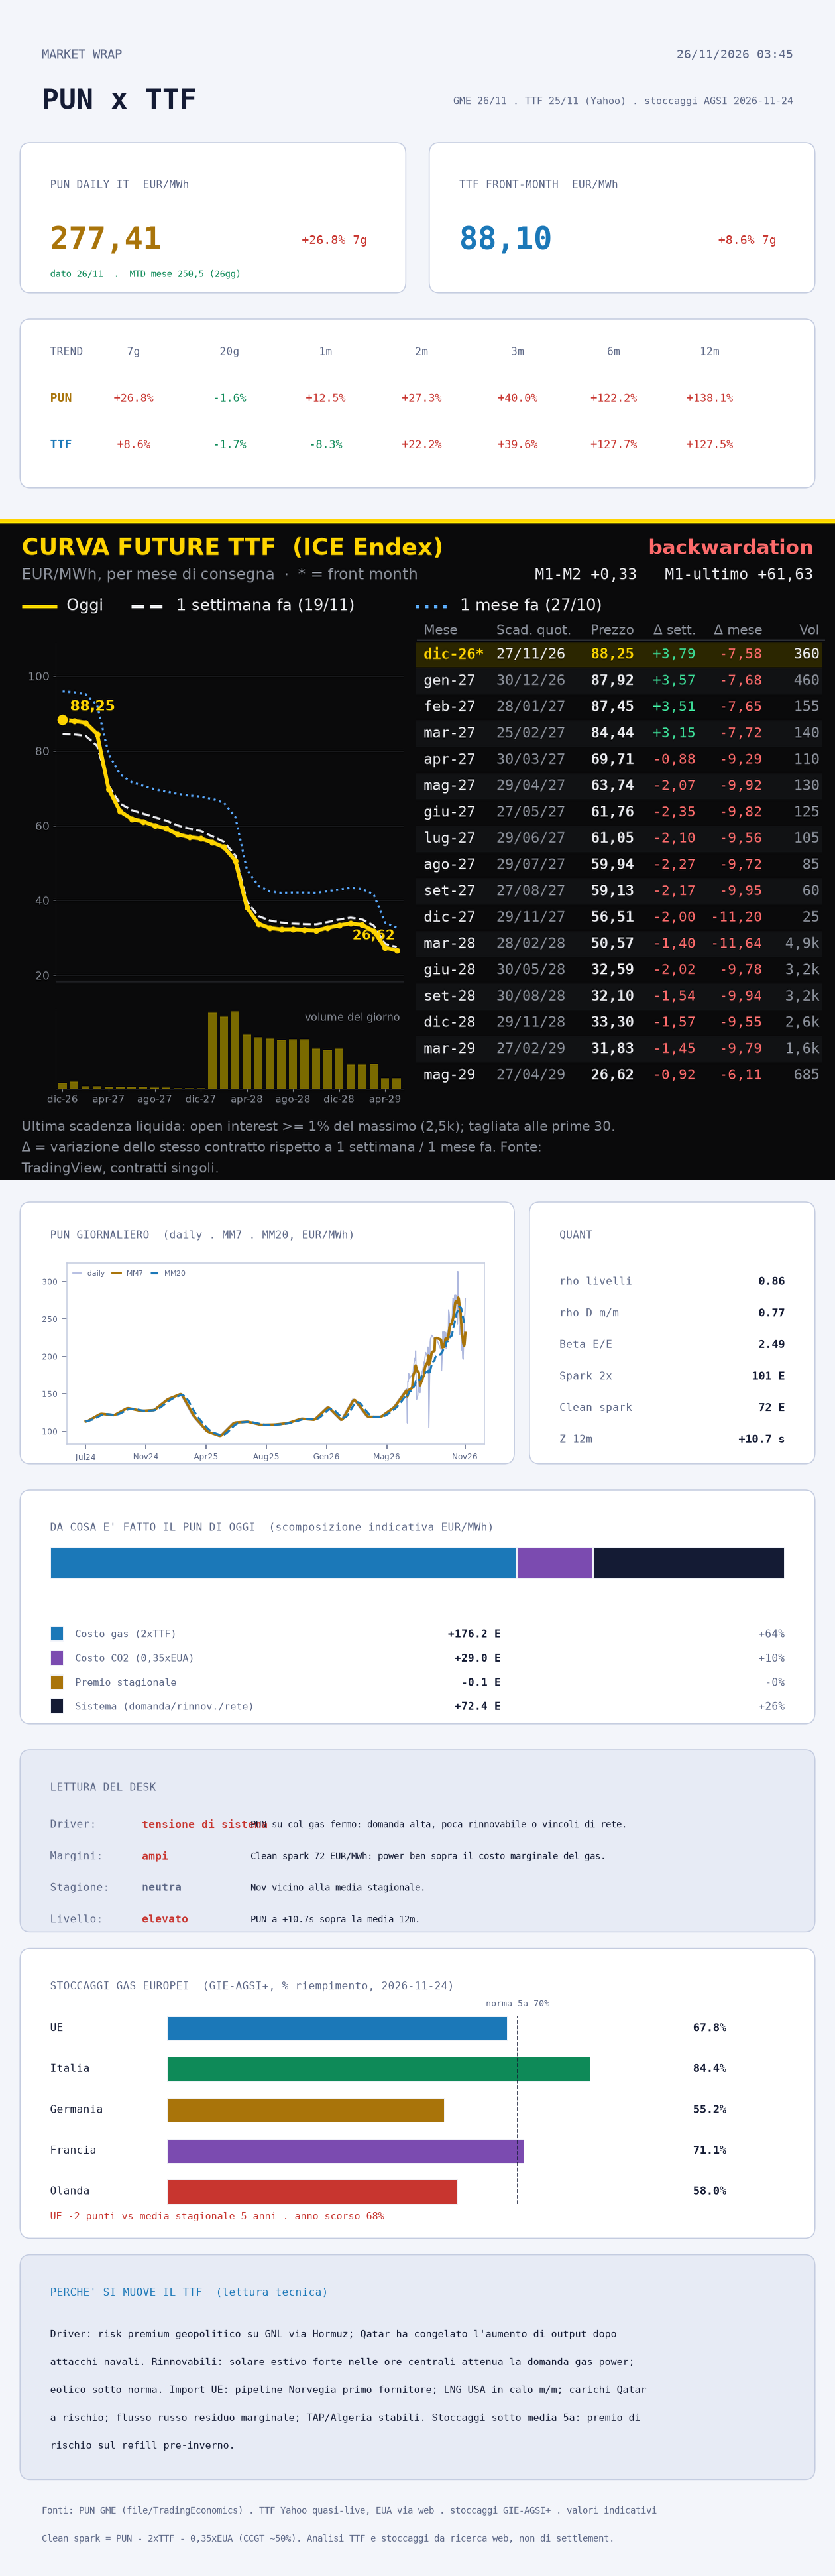 MARKET WRAP 26/11/2026 03:45
PUN x TTF GME 26/11 . TTF 25/11 (Yahoo) . stoccaggi AGSI 2026-11-24
PUN DAILY IT EUR/MWh
277,41 +26.8% 7g
dato 26/11 . MTD mese 250,5 (26gg)
TTF FRONT-MONTH EUR/MWh
88,10 +8.6% 7g
TREND 7g 20g 1m 2m 3m 6m 12m
PUN +26.8% -1.6% +12.5% +27.3% +40.0% +122.2% +138.1%
TTF +8.6% -1.7% -8.3% +22.2% +39.6% +127.7% +127.5%
CURVA FUTURE TTF (ICE Endex) backwardation
EUR/MWh, per mese di consegna · * = front month M1-M2 +0,33 M1-ultimo +61,63
Oggi 1 settimana fa (19/11) 1 mese fa (27/10)
100
80
60
40
20
88,25
26,62
volume del giorno
dic-26 apr-27 ago-27 dic-27 apr-28 ago-28 dic-28 apr-29
Mese Scad. quot. Prezzo Δ sett. Δ mese Vol
dic-26* 27/11/26 88,25 +3,79 -7,58 360
gen-27 30/12/26 87,92 +3,57 -7,68 460
feb-27 28/01/27 87,45 +3,51 -7,65 155
mar-27 25/02/27 84,44 +3,15 -7,72 140
apr-27 30/03/27 69,71 -0,88 -9,29 110
mag-27 29/04/27 63,74 -2,07 -9,92 130
giu-27 27/05/27 61,76 -2,35 -9,82 125
lug-27 29/06/27 61,05 -2,10 -9,56 105
ago-27 29/07/27 59,94 -2,27 -9,72 85
set-27 27/08/27 59,13 -2,17 -9,95 60
dic-27 29/11/27 56,51 -2,00 -11,20 25
mar-28 28/02/28 50,57 -1,40 -11,64 4,9k
giu-28 30/05/28 32,59 -2,02 -9,78 3,2k
set-28 30/08/28 32,10 -1,54 -9,94 3,2k
dic-28 29/11/28 33,30 -1,57 -9,55 2,6k
mar-29 27/02/29 31,83 -1,45 -9,79 1,6k
mag-29 27/04/29 26,62 -0,92 -6,11 685
Ultima scadenza liquida: open interest >= 1% del massimo (2,5k); tagliata alle prime 30.
Δ = variazione dello stesso contratto rispetto a 1 settimana / 1 mese fa. Fonte:
TradingView, contratti singoli.
PUN GIORNALIERO (daily . MM7 . MM20, EUR/MWh)
daily MM7 MM20
300
250
200
150
100
Jul24 Nov24 Apr25 Aug25 Gen26 Mag26 Nov26
QUANT
rho livelli 0.86
rho D m/m 0.77
Beta E/E 2.49
Spark 2x 101 E
Clean spark 72 E
Z 12m +10.7 s
DA COSA E' FATTO IL PUN DI OGGI (scomposizione indicativa EUR/MWh)
Costo gas (2xTTF) +176.2 E +64%
Costo CO2 (0,35xEUA) +29.0 E +10%
Premio stagionale -0.1 E -0%
Sistema (domanda/rinnov./rete) +72.4 E +26%
LETTURA DEL DESK
Driver: tensione di sistema PUN su col gas fermo: domanda alta, poca rinnovabile o vincoli di rete.
Margini: ampi Clean spark 72 EUR/MWh: power ben sopra il costo marginale del gas.
Stagione: neutra Nov vicino alla media stagionale.
Livello: elevato PUN a +10.7s sopra la media 12m.
STOCCAGGI GAS EUROPEI (GIE-AGSI+, % riempimento, 2026-11-24)
norma 5a 70%
UE 67.8%
Italia 84.4%
Germania 55.2%
Francia 71.1%
Olanda 58.0%
UE -2 punti vs media stagionale 5 anni . anno scorso 68%
PERCHE' SI MUOVE IL TTF (lettura tecnica)
Driver: risk premium geopolitico su GNL via Hormuz; Qatar ha congelato l'aumento di output dopo
attacchi navali. Rinnovabili: solare estivo forte nelle ore centrali attenua la domanda gas power;
eolico sotto norma. Import UE: pipeline Norvegia primo fornitore; LNG USA in calo m/m; carichi Qatar
a rischio; flusso russo residuo marginale; TAP/Algeria stabili. Stoccaggi sotto media 5a: premio di
rischio sul refill pre-inverno.
Fonti: PUN GME (file/TradingEconomics) . TTF Yahoo quasi-live, EUA via web . stoccaggi GIE-AGSI+ . valori indicativi
Clean spark = PUN - 2xTTF - 0,35xEUA (CCGT ~50%). Analisi TTF e stoccaggi da ricerca web, non di settlement.